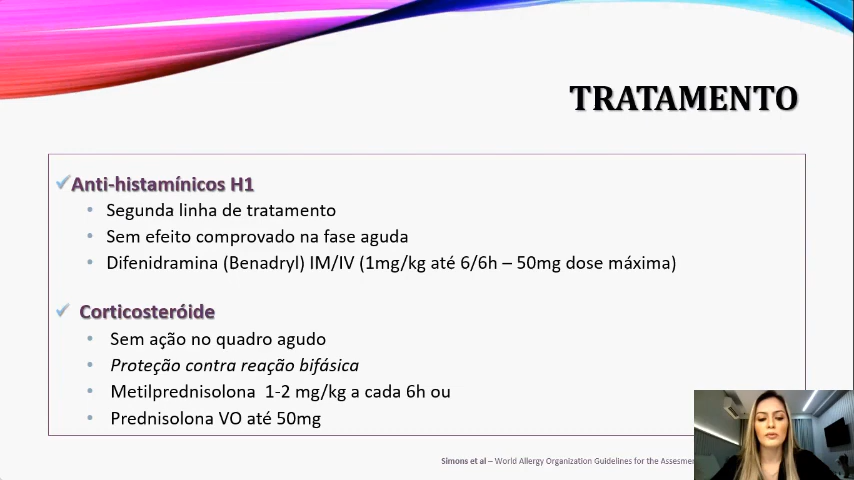 TRATAMENTO
✓Anti-histamínicos H1
• Segunda linha de tratamento
• Sem efeito comprovado na fase aguda
• Difenidramina (Benadryl) IM/IV (1mg/kg até 6/6h – 50mg dose máxima)
✓ Corticosteróide
• Sem ação no quadro agudo
• Proteção contra reação bifásica
• Metilprednisolona 1-2 mg/kg a cada 6h ou
• Prednisolona VO até 50mg
Simons et al – World Allergy Organization Guidelines for the